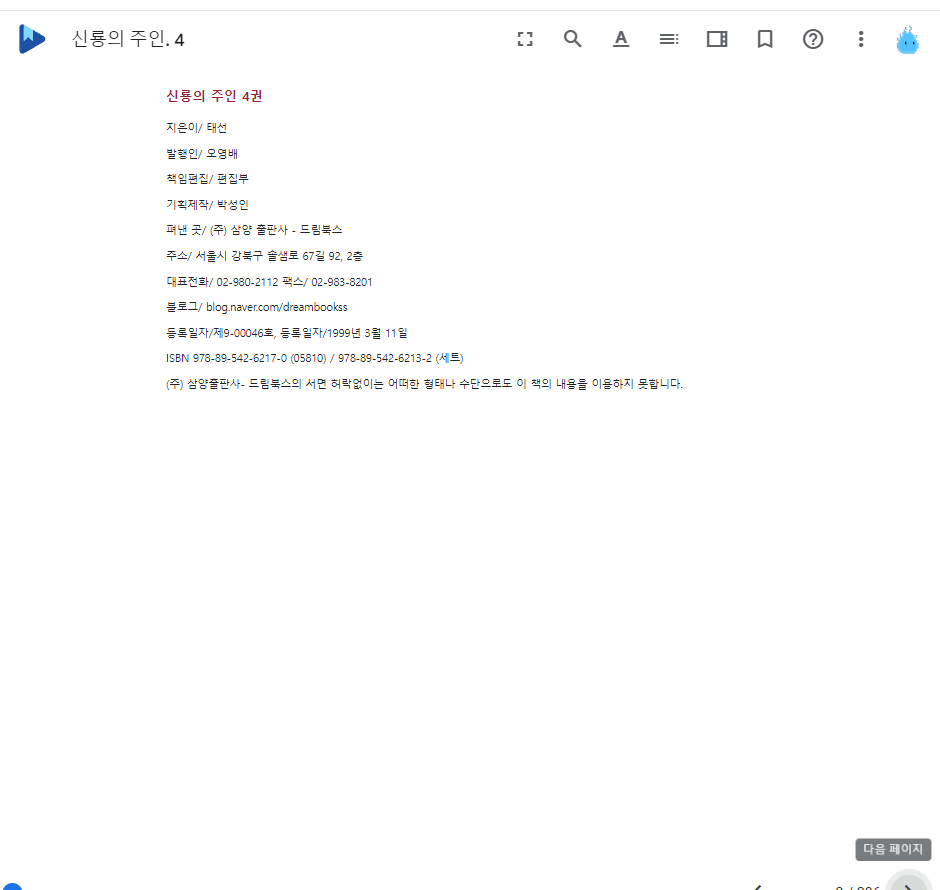 신룡의 주인. 4
신룡의 주인 4권
지은이/ 태선
발행인/ 오영배
책임편집/ 편집부
기획제작/ 박성인
펴낸 곳/ (주) 삼양 출판사 - 드림북스
주소/ 서울시 강북구 솔샘로 67길 92, 2층
대표전화/ 02-980-2112 팩스/ 02-983-8201
블로그/ blog.naver.com/dreambookss
등록일자/제9-00046호, 등록일자/1999년 3월 11일
ISBN 978-89-542-6217-0 (05810) / 978-89-542-6213-2 (세트)
(주) 삼양출판사- 드림북스의 서면 허락없이는 어떠한 형태나 수단으로도 이 책의 내용을 이용하지 못합니다.
다음 페이지